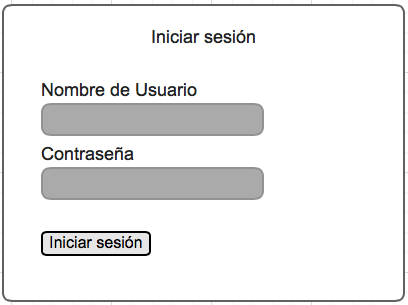 Iniciar sesión
Nombre de Usuario
Contraseña
Iniciar sesión